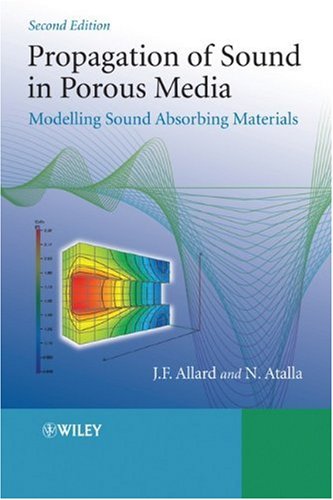 Second Edition
Propagation of Sound
in Porous Media
Modelling Sound Absorbing Materials
J.F. Allard and N. Atalla
WILEY